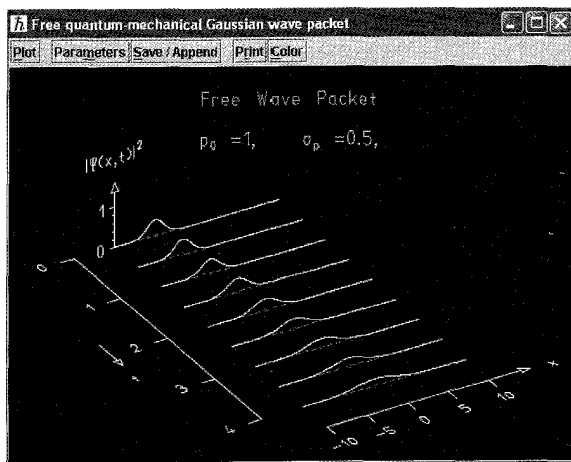 ħ Free quantum-mechanical Gaussian wave packet
Plot Parameters Save / Append Print Color
Free Wave Packet
p₀ =1, σₚ =0.5,
|Ψ(x,t)|²
1
0
0
1
2
3
4
t
-10 -5 0 5 10
x